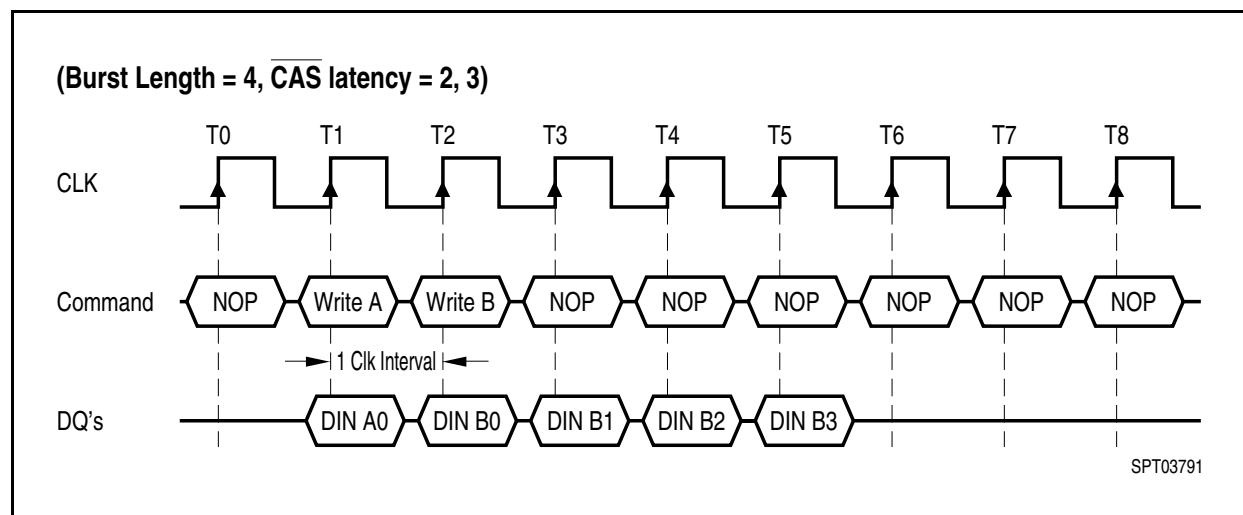 (Burst Length = 4, CAS latency = 2, 3)
T0 T1 T2 T3 T4 T5 T6 T7 T8
CLK
Command NOP Write A Write B NOP NOP NOP NOP NOP NOP
1 Clk Interval
DQ's DIN A0 DIN B0 DIN B1 DIN B2 DIN B3
SPT03791